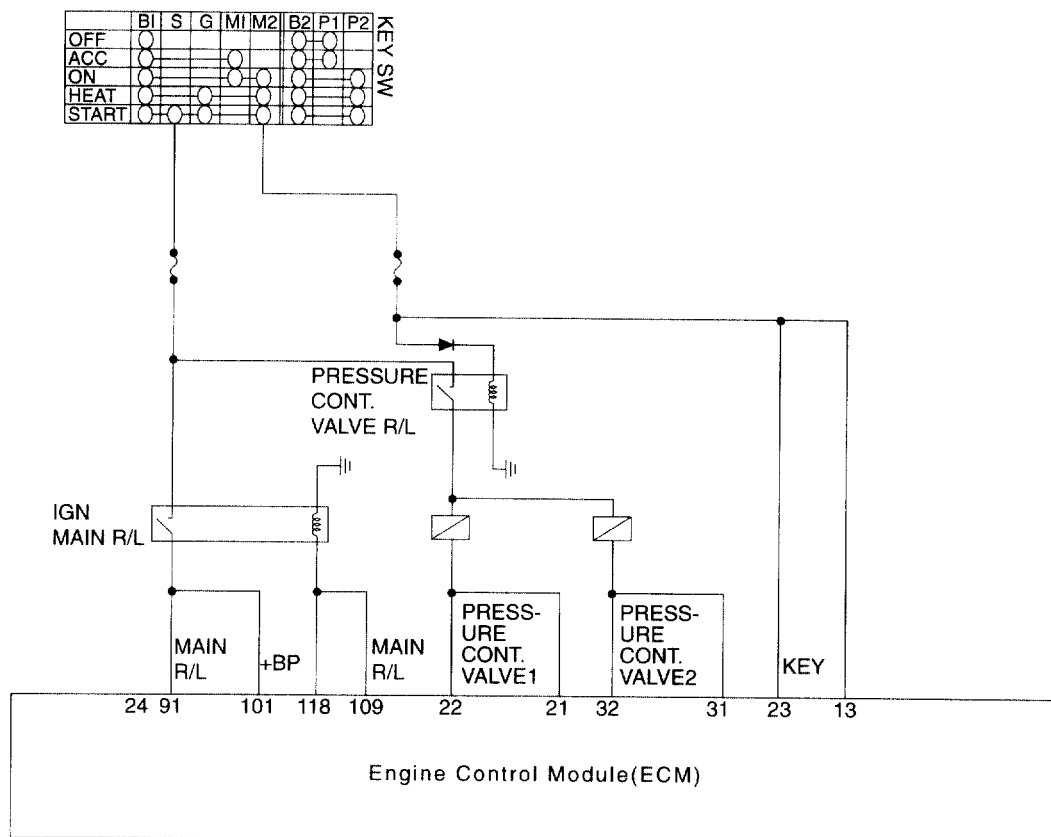 BI S G MI M2 B2 P1 P2
KEY SW
OFF
ACC
ON
HEAT
START
PRESSURE
CONT.
VALVE R/L
IGN
MAIN R/L
MAIN
R/L
+BP
MAIN
R/L
PRESS-
URE
CONT.
VALVE1
PRESS-
URE
CONT.
VALVE2
KEY
24 91 101 118 109 22 21 32 31 23 13
Engine Control Module(ECM)